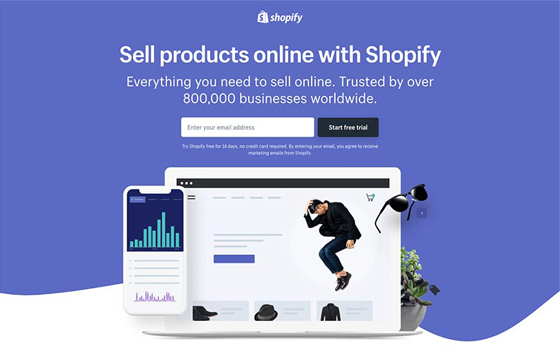 shopify
Sell products online with Shopify
Everything you need to sell online. Trusted by over
800,000 businesses worldwide.
Enter your email address
Start free trial
Try Shopify free for 14 days, no credit card required. By entering your email, you agree to receive
marketing emails from Shopify.